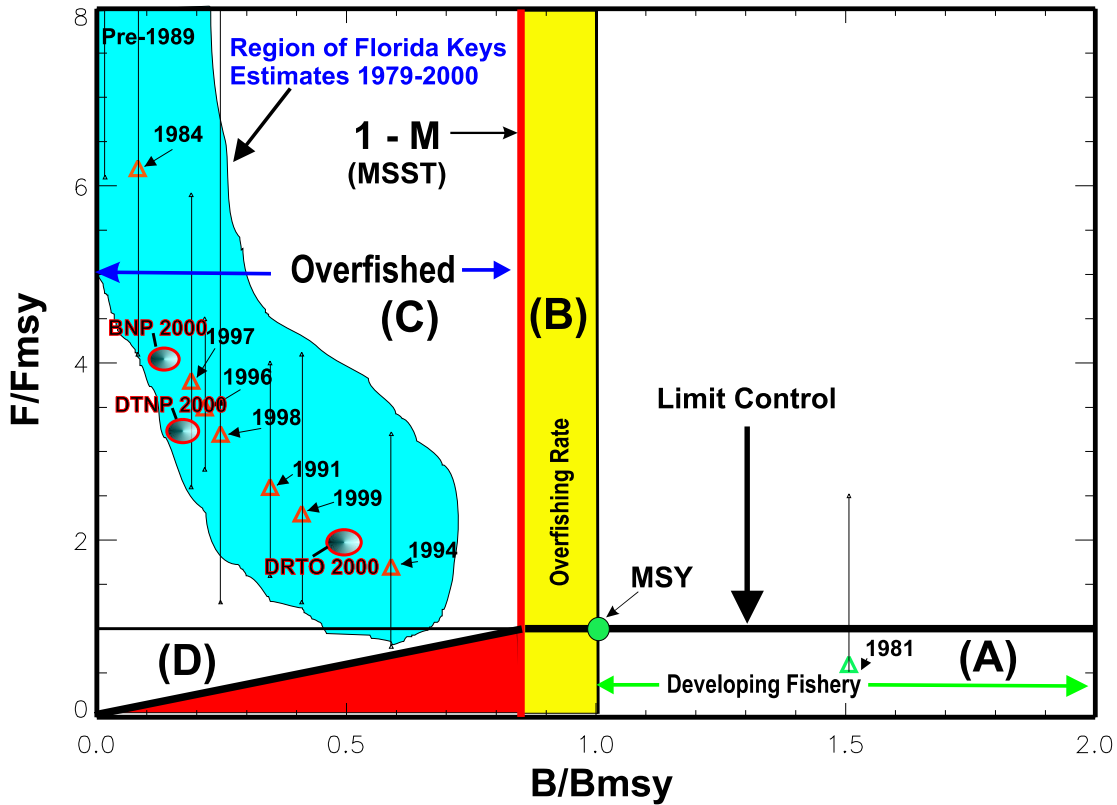 8
Pre-1989
Region of Florida Keys
Estimates 1979-2000
1 - M
(MSST)
1984
6
Overfished
(C)
(B)
F/Fmsy
BNP 2000
1997
4
1996
DTNP 2000
1998
Limit Control
1991
1999
Overfishing Rate
2
DRTO 2000
1994
MSY
(D)
1981
(A)
Developing Fishery
0
0.0
0.5
1.0
1.5
2.0
B/Bmsy